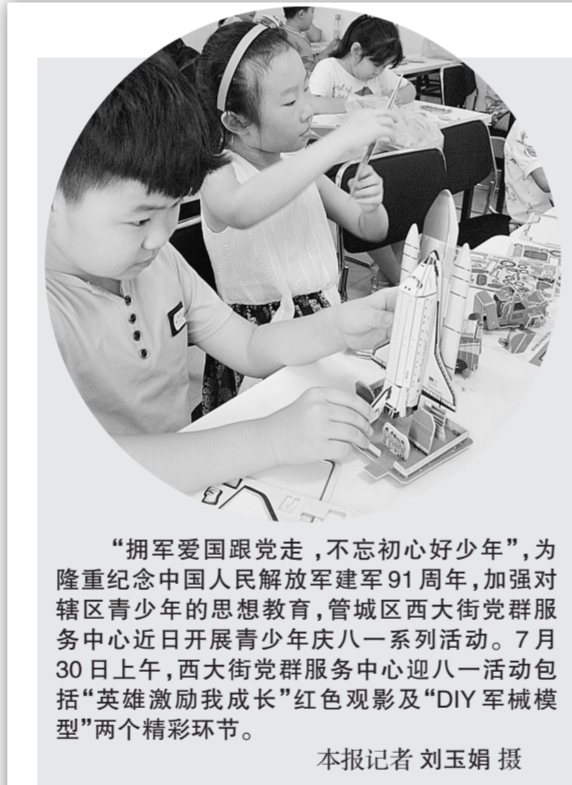 “拥军爱国跟党走，不忘初心好少年”，为
隆重纪念中国人民解放军建军91周年，加强对
辖区青少年的思想教育，管城区西大街党群服
务中心近日开展青少年庆八一系列活动。7月
30日上午，西大街党群服务中心迎八一活动包
括“英雄激励我成长”红色观影及“DIY军械模
型”两个精彩环节。
本报记者 刘玉娟 摄